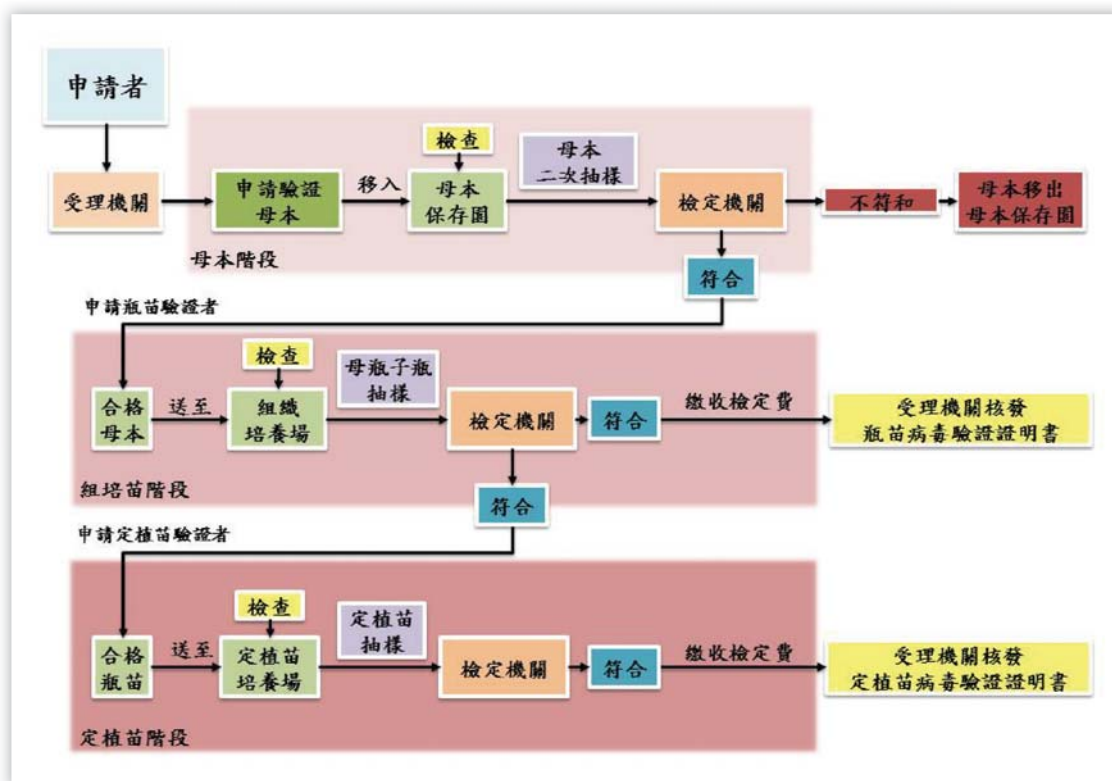 申請者
受理機關
申請驗證
母本
移入
檢查
母本
保存園
母本
二次抽樣
檢定機關
不符和
母本移出
母本保存園
母本階段
符合
申請瓶苗驗證者
合格
母本
送至
檢查
組織
培養場
母瓶子瓶
抽樣
檢定機關
符合
繳收檢定費
受理機關核發
瓶苗病毒驗證證明書
組培苗階段
符合
申請定植苗驗證者
合格
瓶苗
送至
檢查
定植苗
培養場
定植苗
抽樣
檢定機關
符合
繳收檢定費
受理機關核發
定植苗病毒驗證證明書
定植苗階段